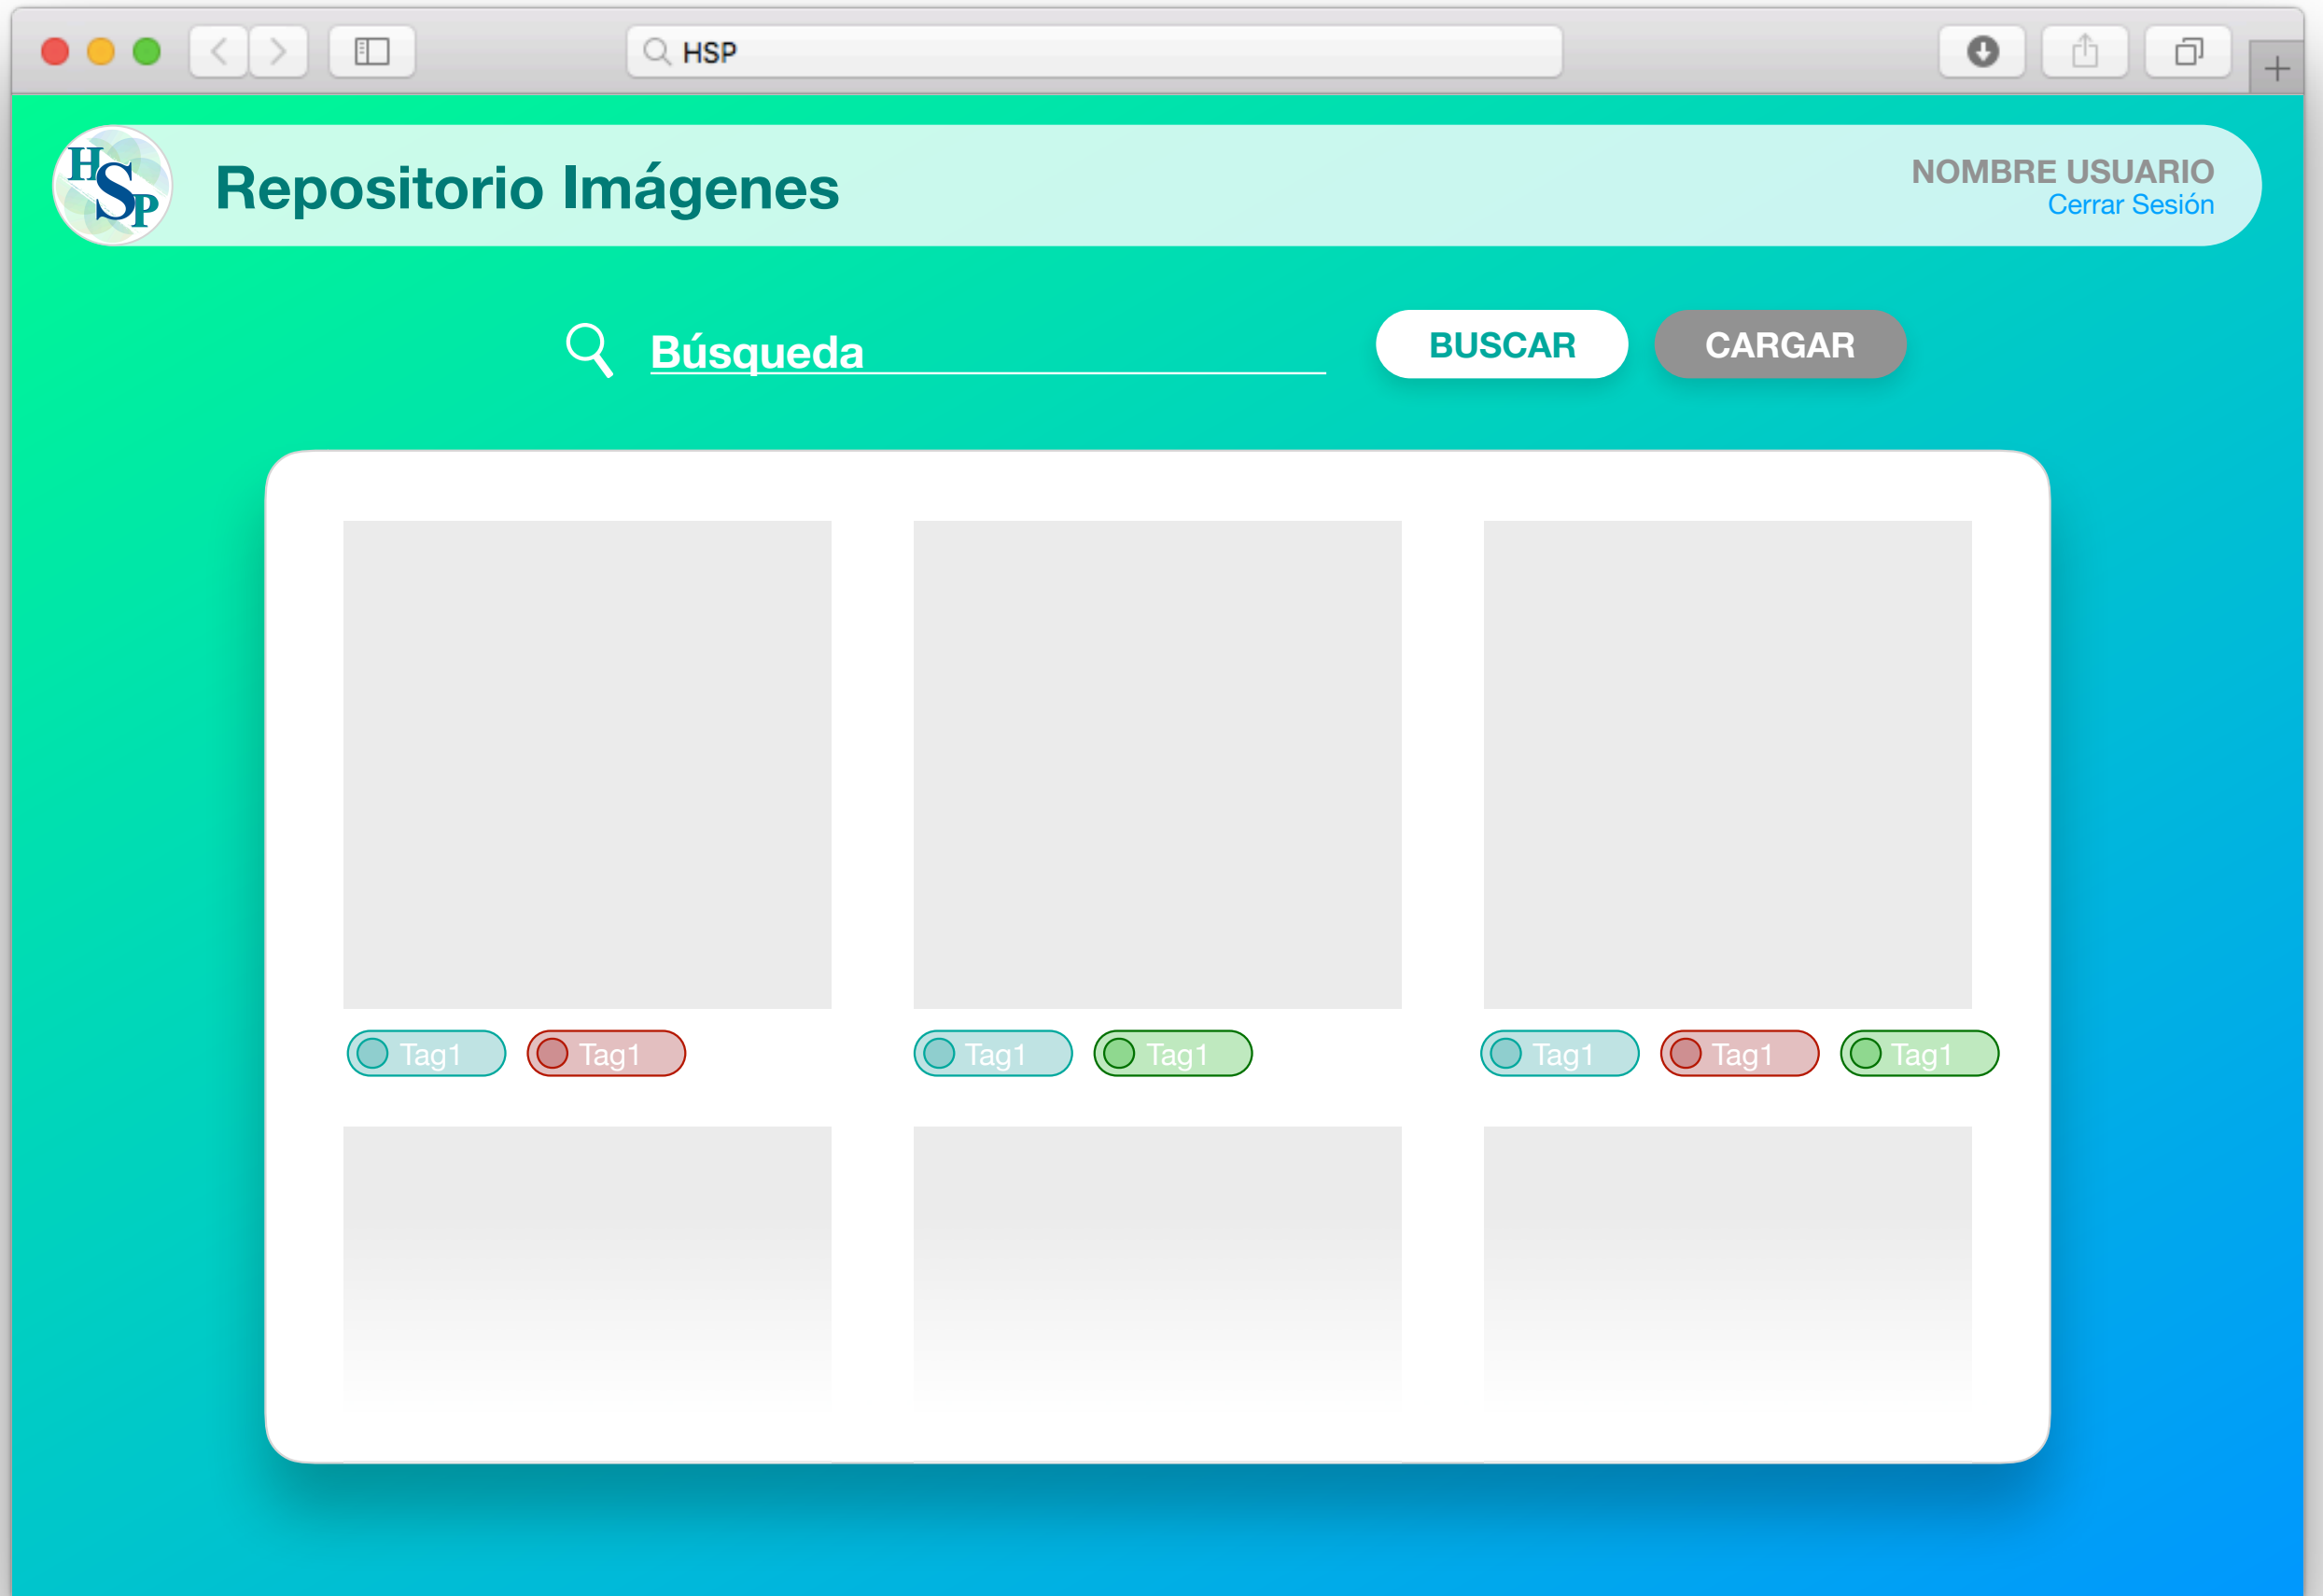 HSP
HSP
Repositorio Imágenes
NOMBRE USUARIO
Cerrar Sesión
Búsqueda
BUSCAR
CARGAR
Tag1 Tag1 Tag1 Tag1 Tag1 Tag1 Tag1